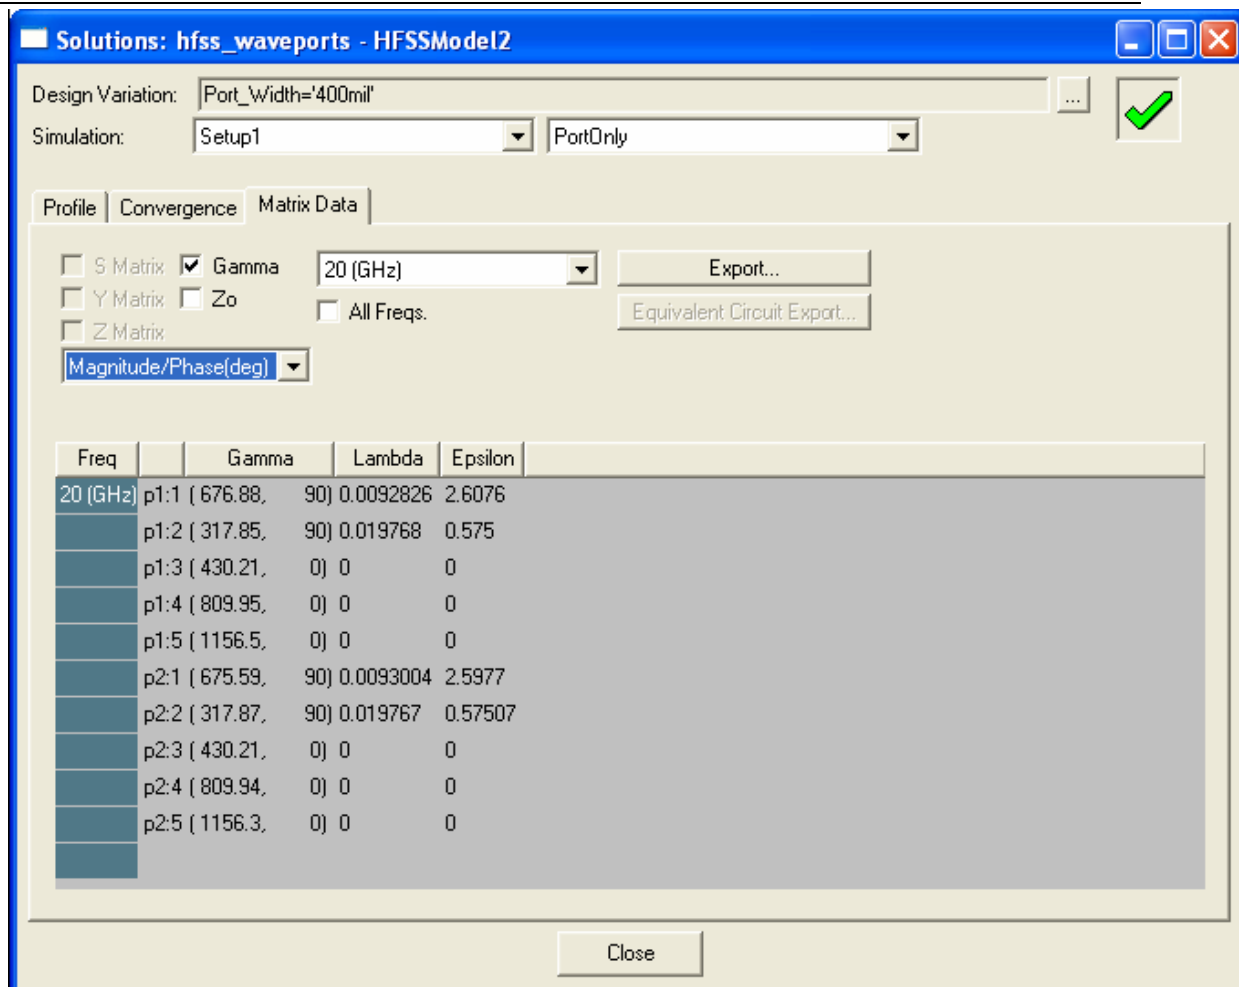 Solutions: hfss_waveports - HFSSModel2
Design Variation: Port_Width='400mil' ...
Simulation: Setup1 PortOnly
Profile Convergence Matrix Data
S Matrix Gamma 20 (GHz) Export...
Y Matrix Zo All Freqs. Equivalent Circuit Export...
Z Matrix
Magnitude/Phase(deg)
Freq Gamma Lambda Epsilon
20 (GHz) p1:1 ( 676.88, 90) 0.0092826 2.6076
p1:2 ( 317.85, 90) 0.019768 0.575
p1:3 ( 430.21, 0) 0 0
p1:4 ( 809.95, 0) 0 0
p1:5 ( 1156.5, 0) 0 0
p2:1 ( 675.59, 90) 0.0093004 2.5977
p2:2 ( 317.87, 90) 0.019767 0.57507
p2:3 ( 430.21, 0) 0 0
p2:4 ( 809.94, 0) 0 0
p2:5 ( 1156.3, 0) 0 0
Close